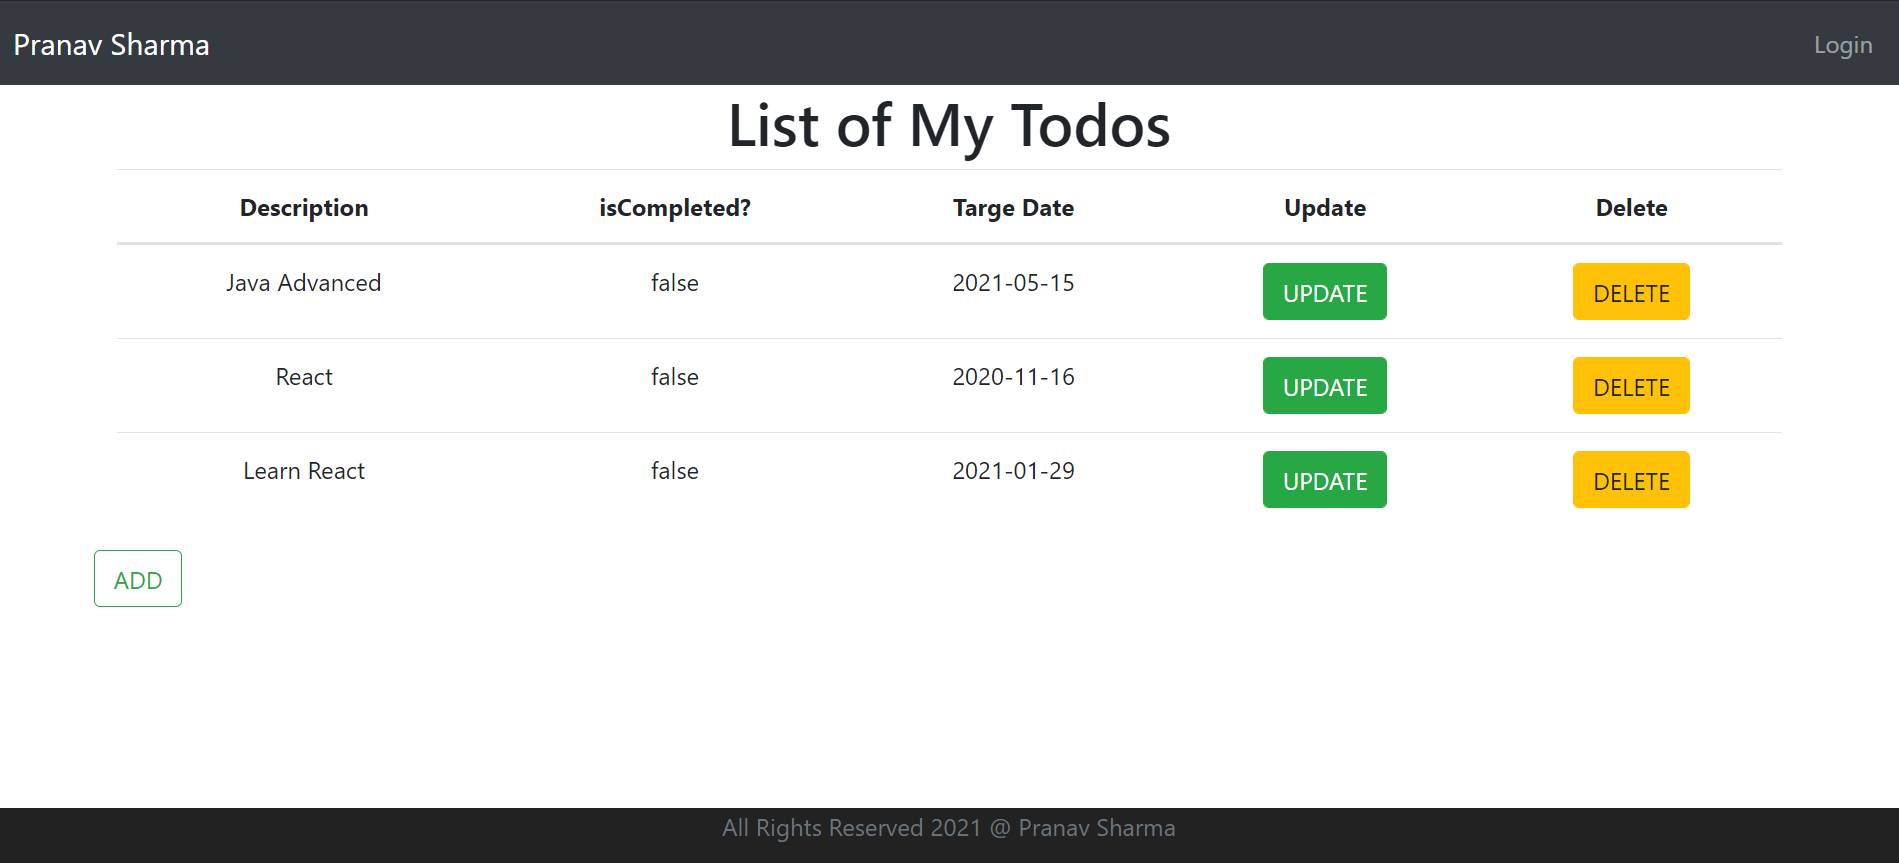 Pranav Sharma Login
List of My Todos
Description isCompleted? Targe Date Update Delete
Java Advanced false 2021-05-15 UPDATE DELETE
React false 2020-11-16 UPDATE DELETE
Learn React false 2021-01-29 UPDATE DELETE
ADD
All Rights Reserved 2021 @ Pranav Sharma